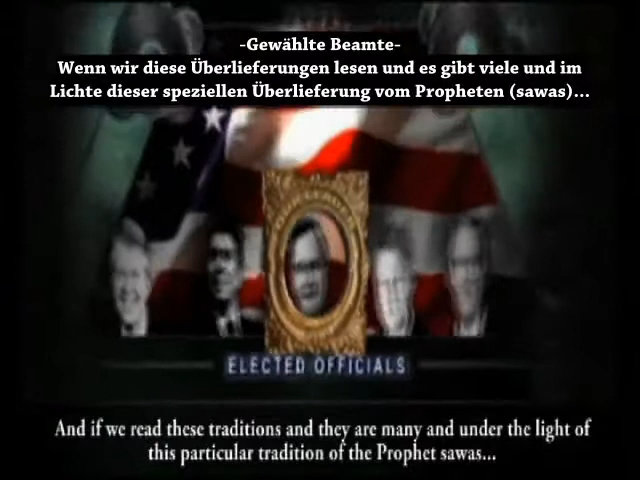 -Gewählte Beamte-
Wenn wir diese Überlieferungen lesen und es gibt viele und im
Lichte dieser speziellen Überlieferung vom Propheten (sawas)...
ELECTED OFFICIALS
And if we read these traditions and they are many and under the light of
this particular tradition of the Prophet sawas...